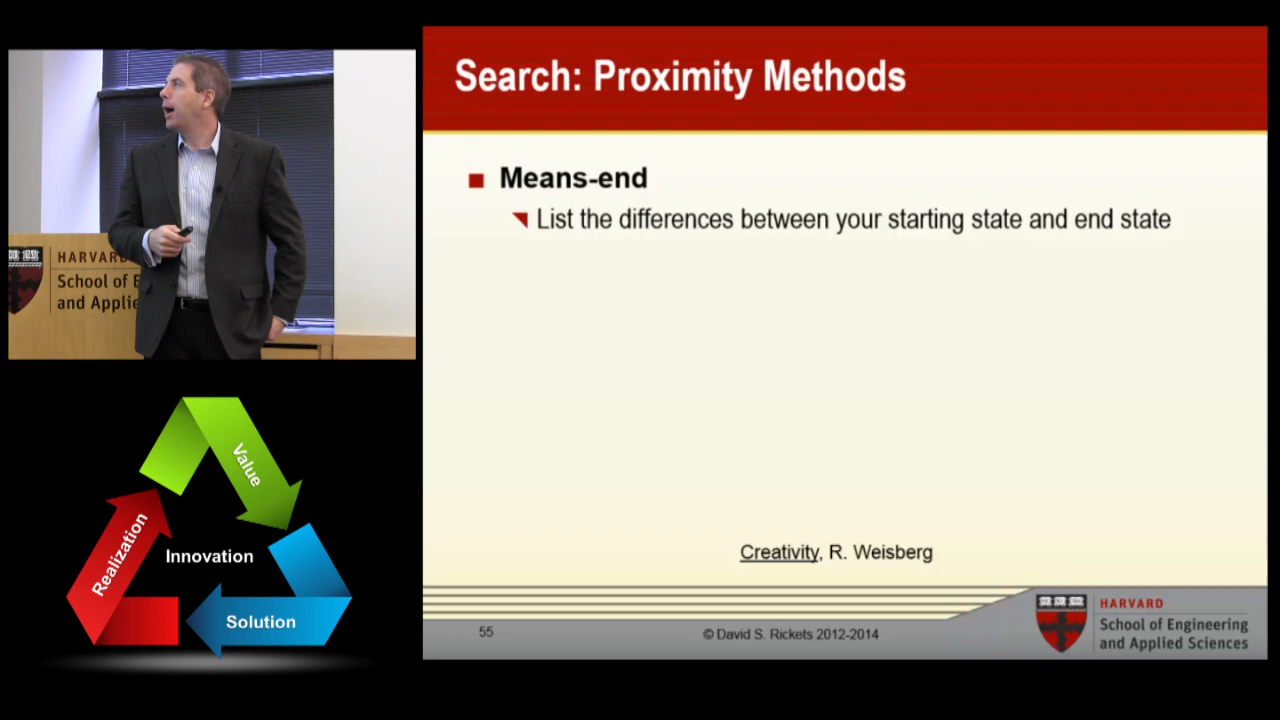 Search: Proximity Methods
Means-end
List the differences between your starting state and end state
Creativity, R. Weisberg
55
© David S. Rickets 2012-2014
HARVARD
School of Engineering
and Applied Sciences
HARVARD
School of E
and Applie
Value
Realization
Innovation
Solution